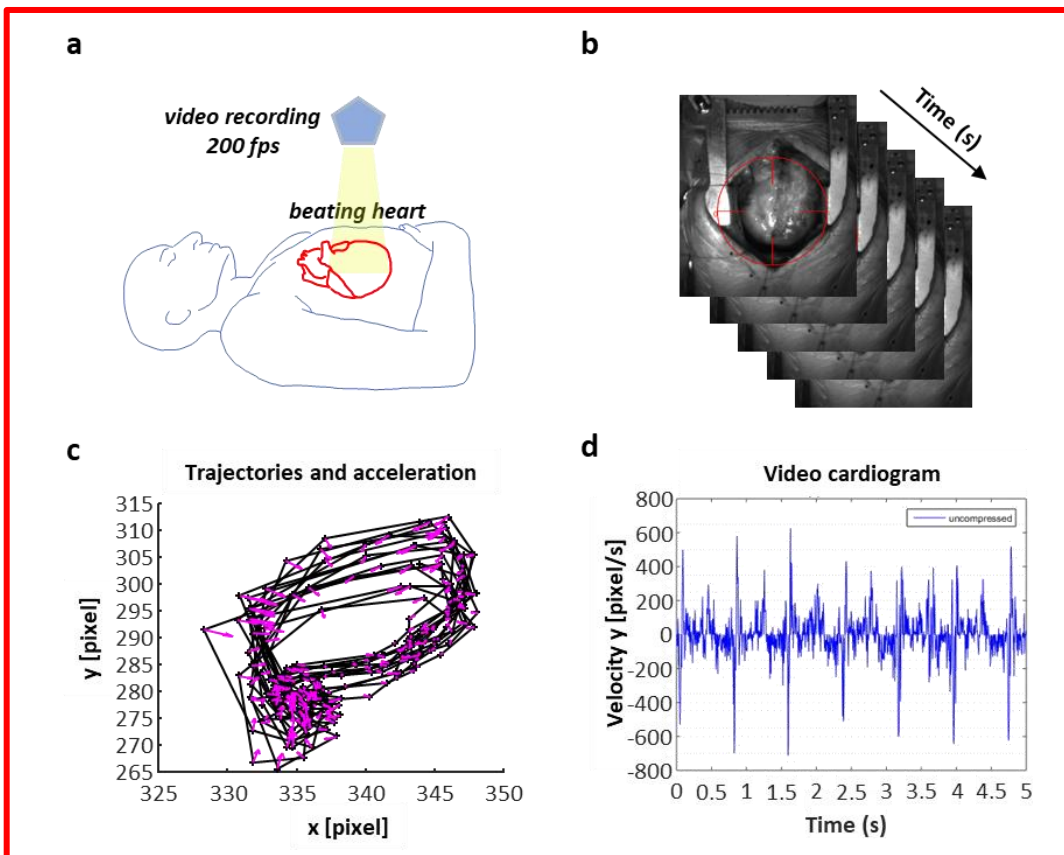 a
video recording
200 fps
beating heart
b
Time (s)
c
Trajectories and acceleration
315
310
305
300
295
290
285
280
275
270
265
y [pixel]
325 330 335 340 345 350
x [pixel]
d
Video cardiogram
uncompressed
800
600
400
200
0
-200
-400
-600
-800
Velocity y [pixel/s]
0 0.5 1 1.5 2 2.5 3 3.5 4 4.5 5
Time (s)